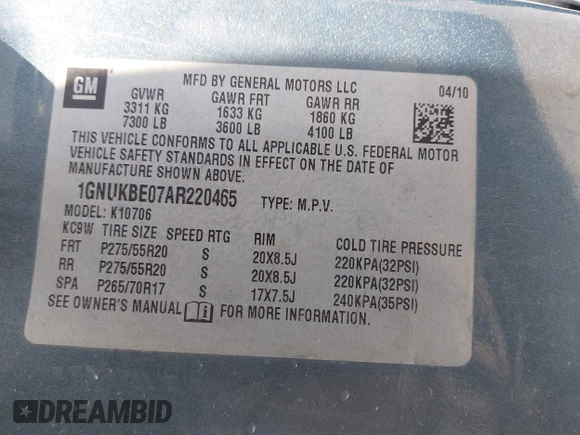 GM
MFD BY GENERAL MOTORS LLC
04/10
GVWR GAWR FRT GAWR RR
3311 KG 1633 KG 1860 KG
7300 LB 3600 LB 4100 LB
THIS VEHICLE CONFORMS TO ALL APPLICABLE U.S. FEDERAL MOTOR
VEHICLE SAFETY STANDARDS IN EFFECT ON THE DATE OF
MANUFACTURE SHOWN ABOVE.
1GNUKBE07AR220465 TYPE: M.P.V.
MODEL: K10706
KC9W TIRE SIZE SPEED RTG RIM COLD TIRE PRESSURE
FRT P275/55R20 S 20X8.5J 220KPA(32PSI)
RR P275/55R20 S 20X8.5J 220KPA(32PSI)
SPA P265/70R17 S 17X7.5J 240KPA(35PSI)
SEE OWNER'S MANUAL FOR MORE INFORMATION.
DREAMBID